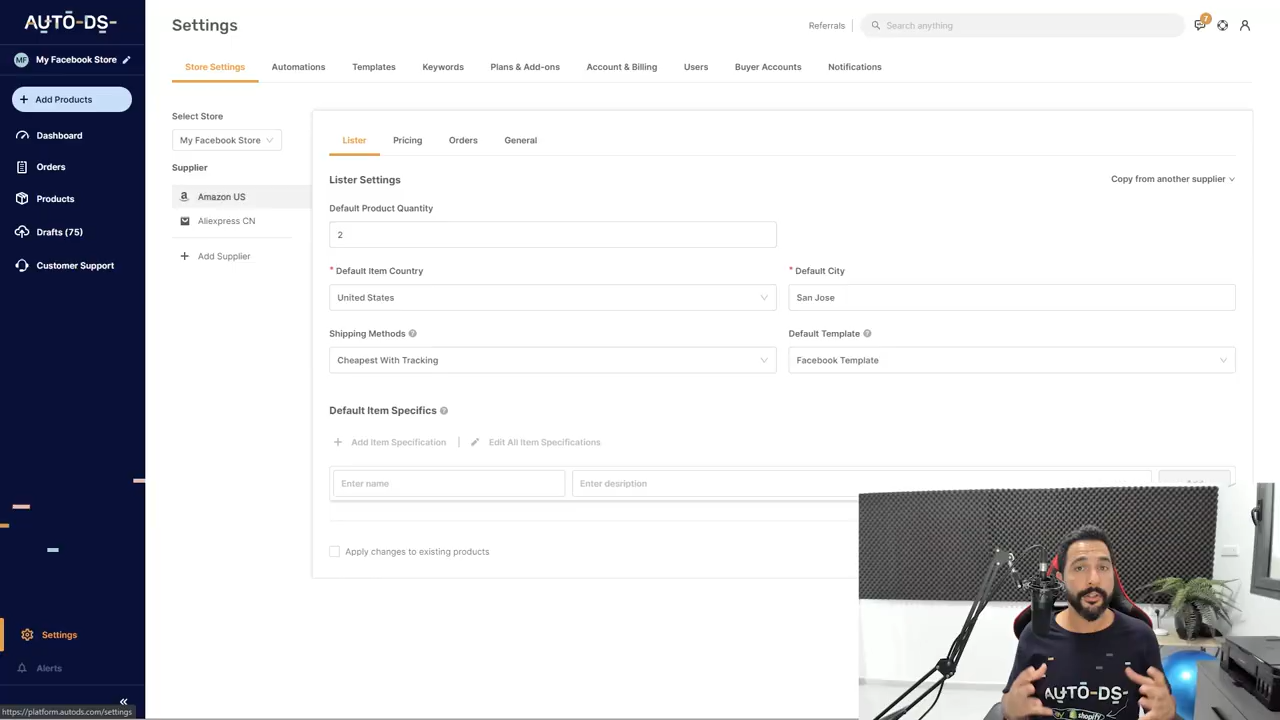 AUTO-DS-
MF My Facebook Store
Add Products
Dashboard
Orders
Products
Drafts (75)
Customer Support
Settings
Alerts
https://platform.autods.com/settings
Settings
Referrals
Search anything
7
Store Settings
Automations
Templates
Keywords
Plans & Add-ons
Account & Billing
Users
Buyer Accounts
Notifications
Select Store
My Facebook Store
Supplier
Amazon US
Aliexpress CN
Add Supplier
Lister
Pricing
Orders
General
Lister Settings
Copy from another supplier
Default Product Quantity
2
* Default Item Country
* Default City
United States
San Jose
Shipping Methods
Default Template
Cheapest With Tracking
Facebook Template
Default Item Specifics
Add Item Specification
Edit All Item Specifications
Enter name
Enter desription
Apply changes to existing products
AUTO-DS-
shopify